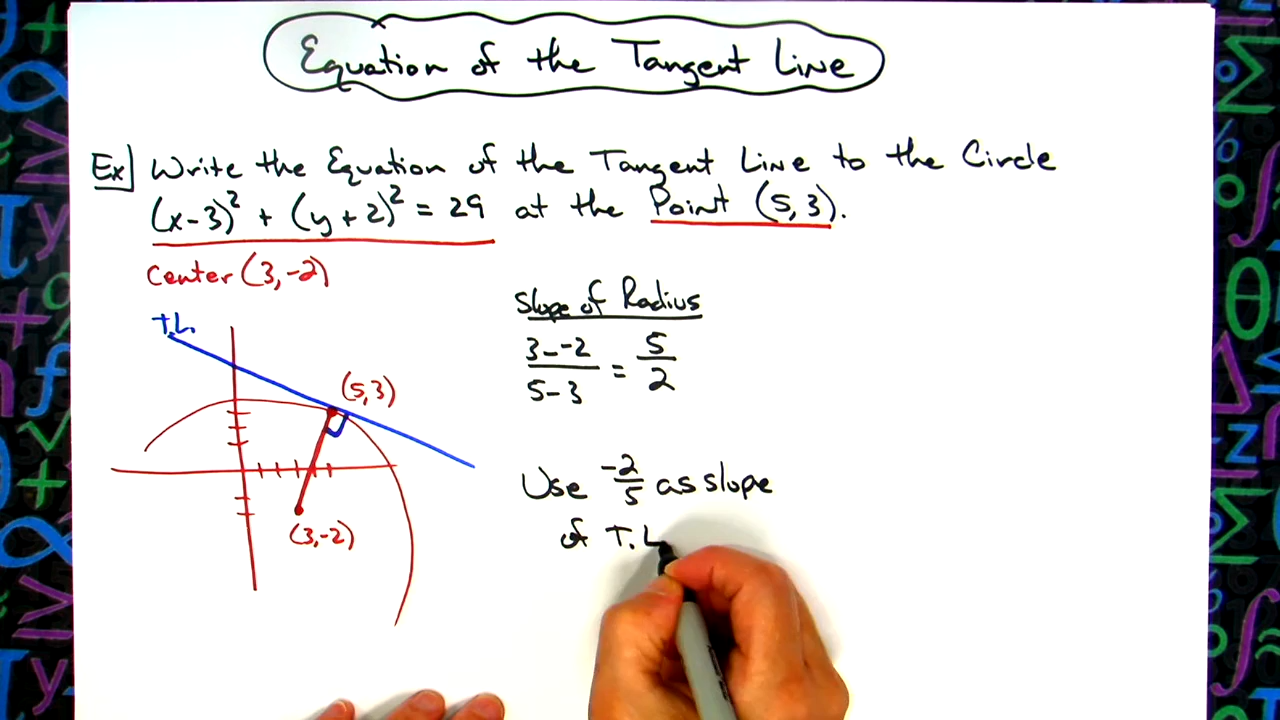 Equation of the Tangent Line
Ex] Write the Equation of the Tangent Line to the Circle
(x-3)² + (y+2)² = 29 at the Point (5,3).
Center (3,-2)
Slope of Radius
3--2 / 5-3 = 5/2
T.L.
(5,3)
(3,-2)
Use -2/5 as slope
of T.L